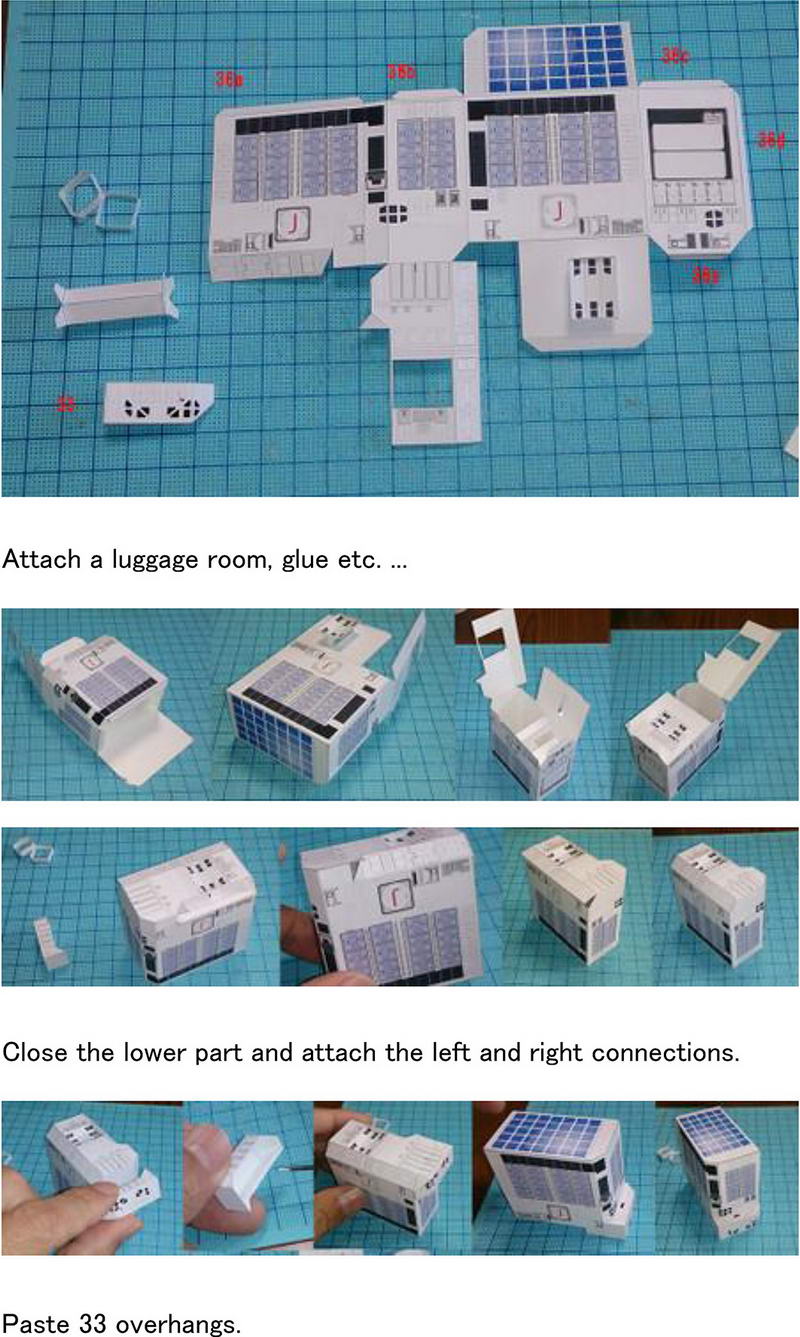 36a
36b
36c
36d
33
J
J
Attach a luggage room, glue etc. ...
Close the lower part and attach the left and right connections.
Paste 33 overhangs.